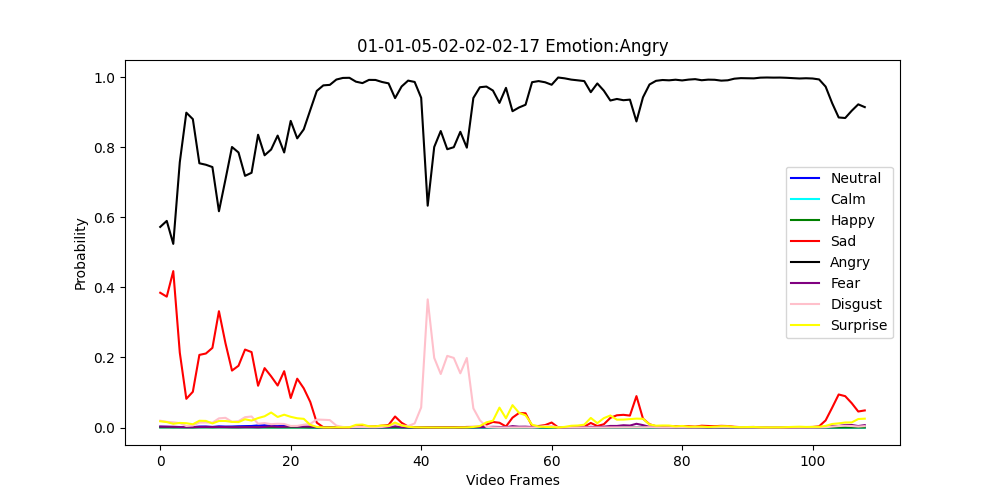 01-01-05-02-02-02-17 Emotion:Angry
Probability
1.0
0.8
0.6
0.4
0.2
0.0
0
20
40
60
80
100
Video Frames
Neutral
Calm
Happy
Sad
Angry
Fear
Disgust
Surprise